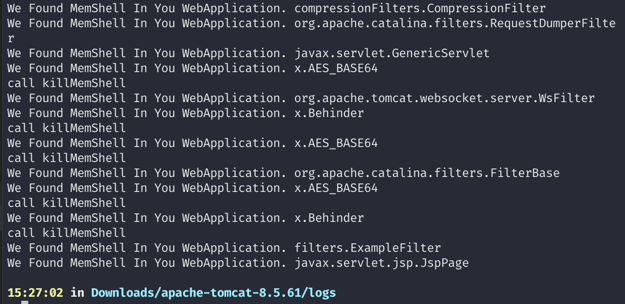 We Found MemShell In You WebApplication. compressionFilters.CompressionFilter
We Found MemShell In You WebApplication. org.apache.catalina.filters.RequestDumperFilte
r
We Found MemShell In You WebApplication. javax.servlet.GenericServlet
We Found MemShell In You WebApplication. x.AES_BASE64
call killMemShell
We Found MemShell In You WebApplication. org.apache.tomcat.websocket.server.WsFilter
We Found MemShell In You WebApplication. x.Behinder
call killMemShell
We Found MemShell In You WebApplication. x.AES_BASE64
call killMemShell
We Found MemShell In You WebApplication. org.apache.catalina.filters.FilterBase
We Found MemShell In You WebApplication. x.AES_BASE64
call killMemShell
We Found MemShell In You WebApplication. x.Behinder
call killMemShell
We Found MemShell In You WebApplication. filters.ExampleFilter
We Found MemShell In You WebApplication. javax.servlet.jsp.JspPage
15:27:02 in Downloads/apache-tomcat-8.5.61/logs